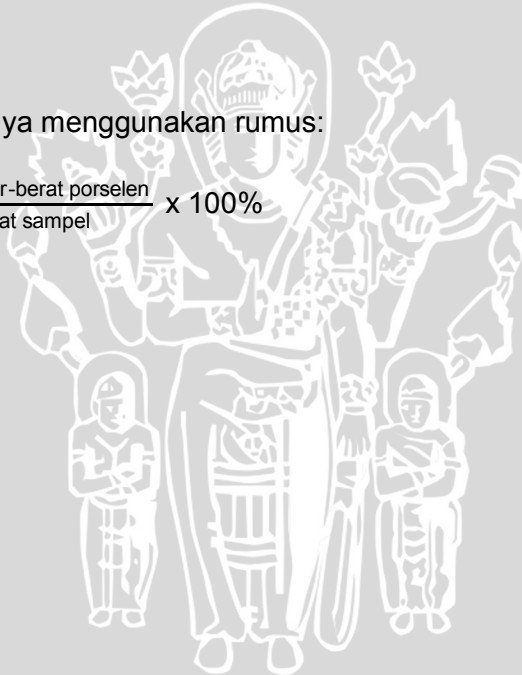 ya menggunakan rumus:
r-berat porselen
x 100%
at sampel